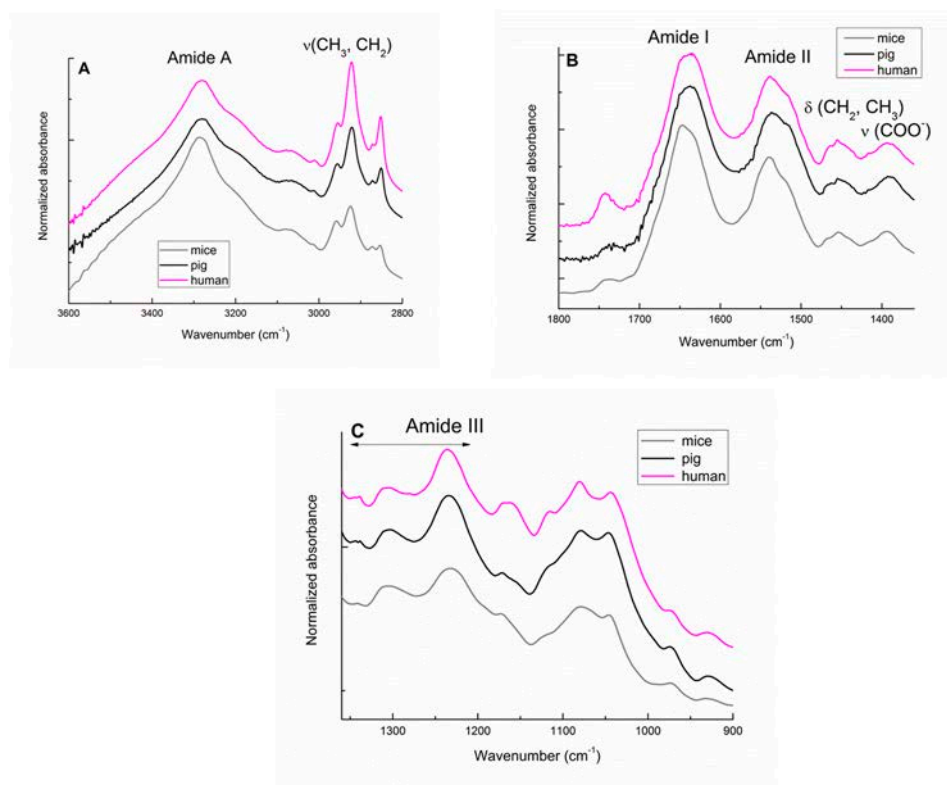 ν(CH₃, CH₂)
Amide A
A
Normalized absorbance
mice
pig
human
3600 3400 3200 3000 2800
Wavenumber (cm⁻¹)
Amide I
mice
pig
human
B
Amide II
δ (CH₂, CH₃)
ν (COO⁻)
Normalized absorbance
1800 1700 1600 1500 1400
Wavenumber (cm⁻¹)
C
Amide III
mice
pig
human
Normalized absorbance
1300 1200 1100 1000 900
Wavenumber (cm⁻¹)